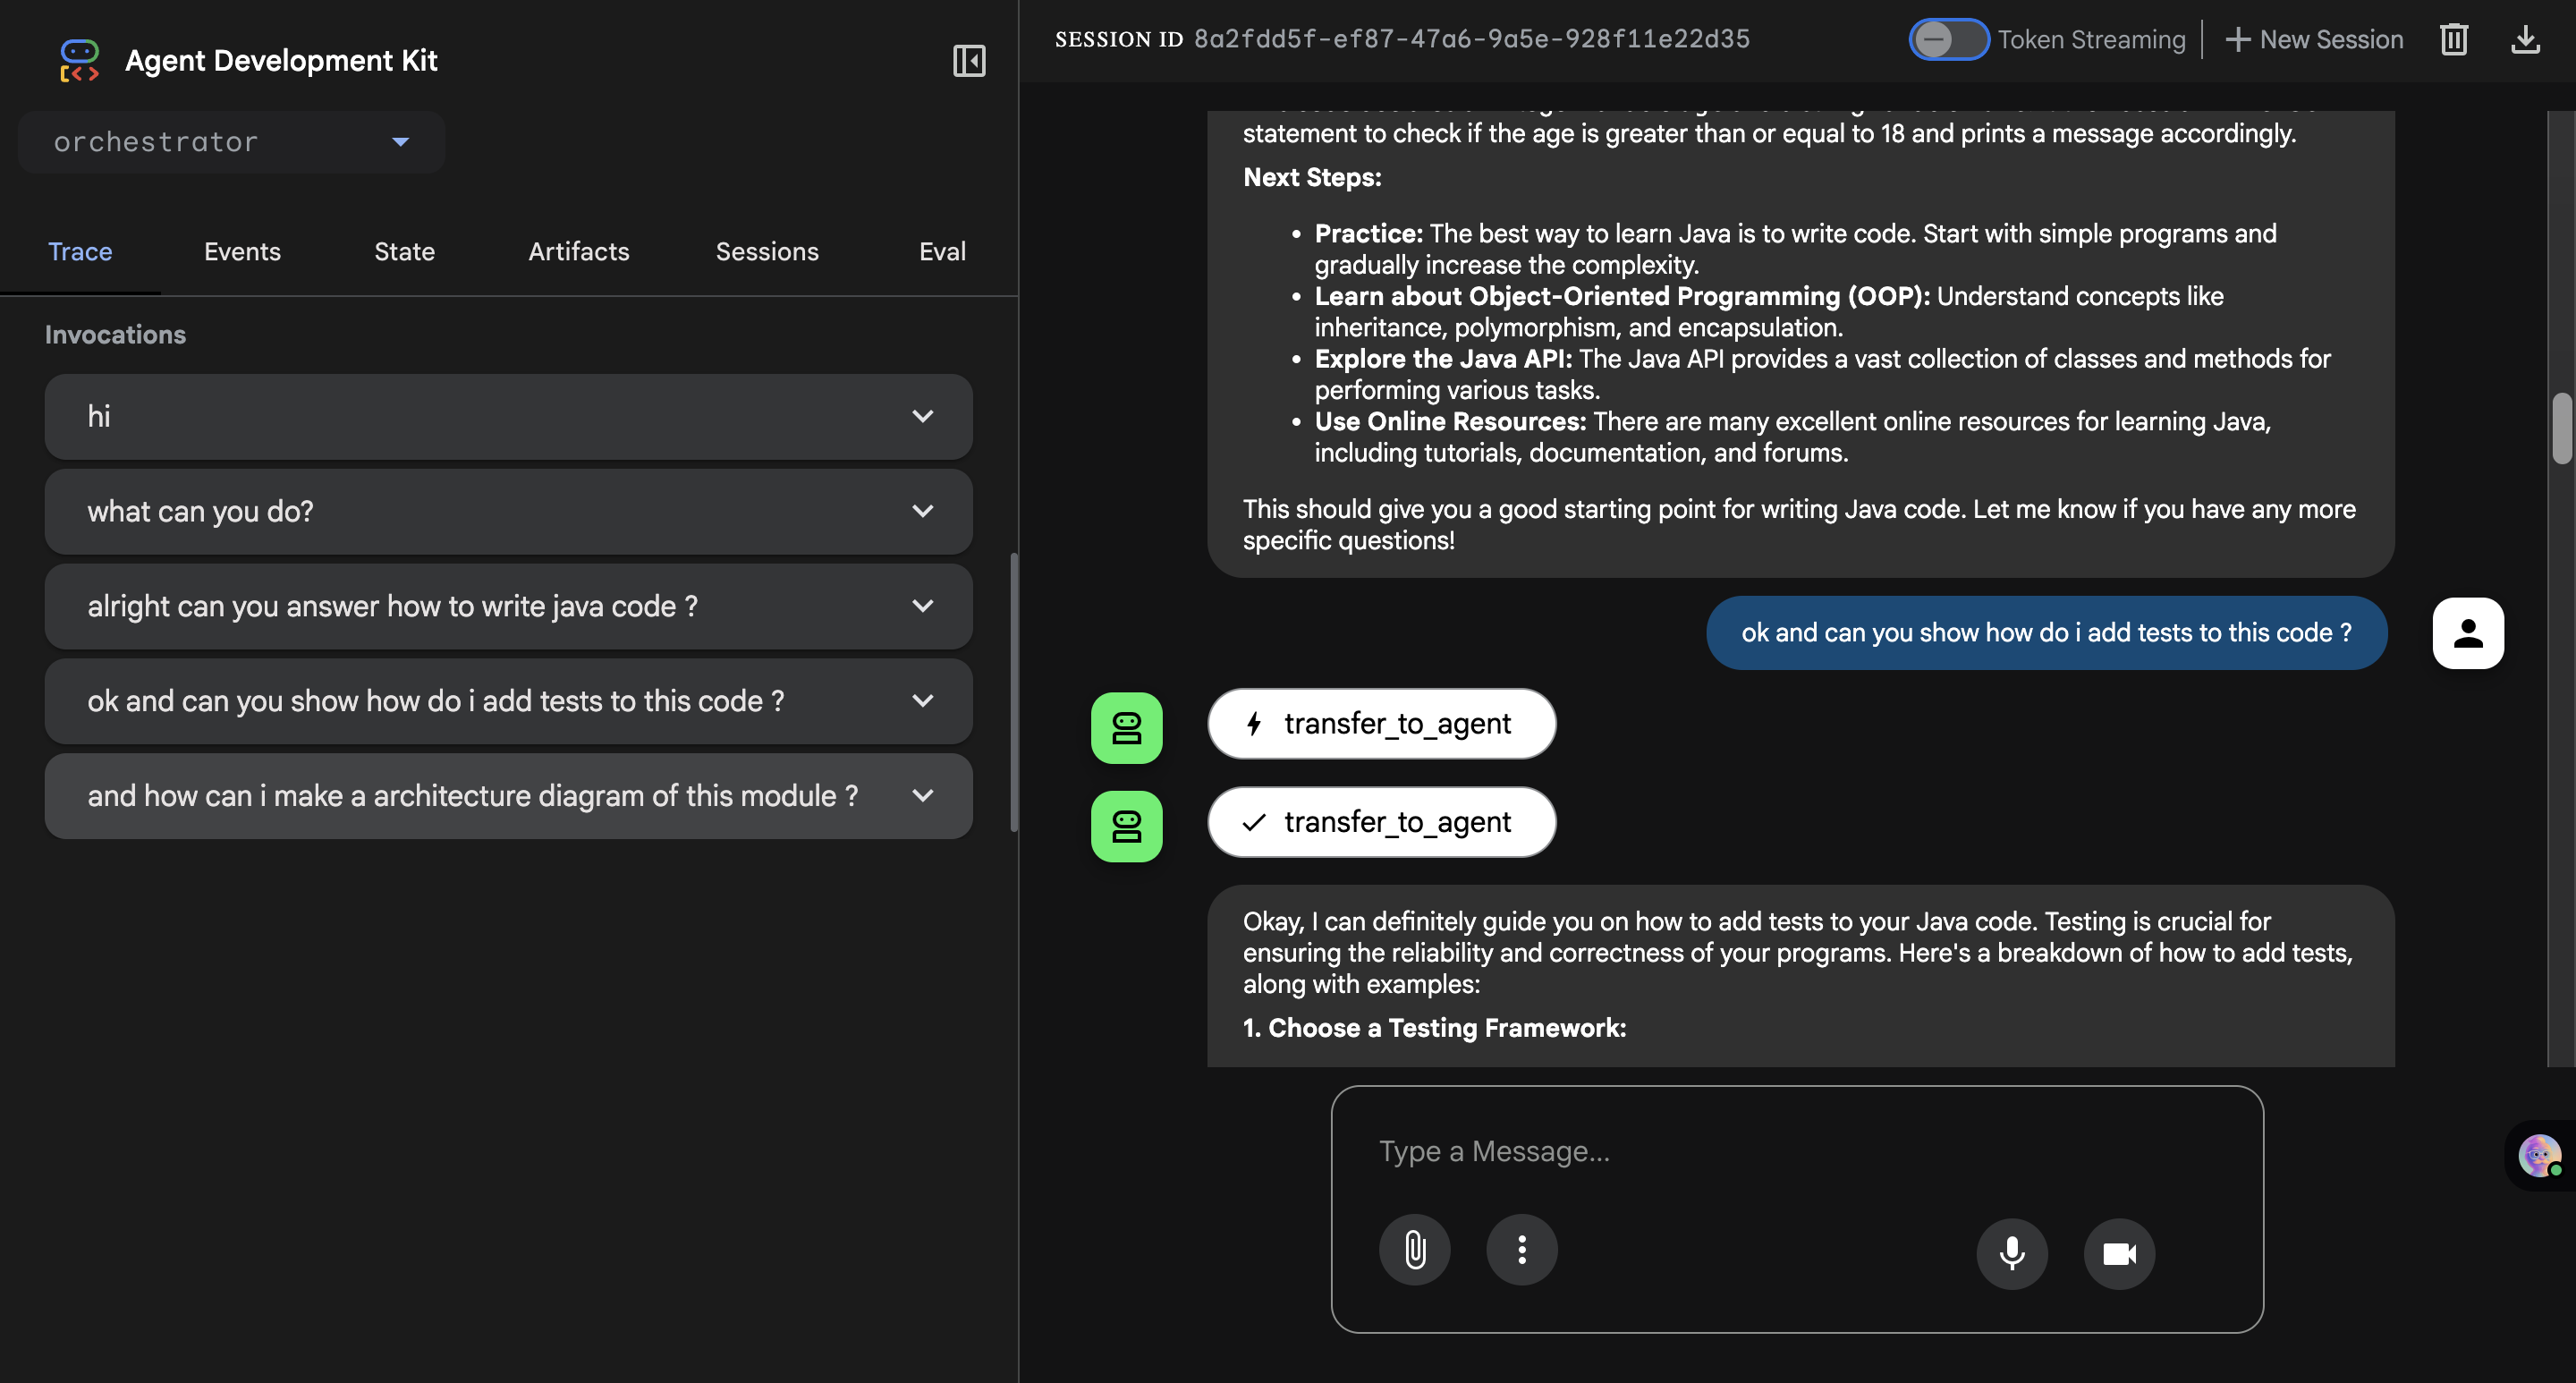 Agent Development Kit
orchestrator
Trace
Events
State
Artifacts
Sessions
Eval
Invocations
hi
what can you do?
alright can you answer how to write java code ?
ok and can you show how do i add tests to this code ?
and how can i make a architecture diagram of this module ?
SESSION ID 8a2fdd5f-ef87-47a6-9a5e-928f11e22d35
Token Streaming
New Session
statement to check if the age is greater than or equal to 18 and prints a message accordingly.
Next Steps:
• Practice: The best way to learn Java is to write code. Start with simple programs and
gradually increase the complexity.
• Learn about Object-Oriented Programming (OOP): Understand concepts like
inheritance, polymorphism, and encapsulation.
• Explore the Java API: The Java API provides a vast collection of classes and methods for
performing various tasks.
• Use Online Resources: There are many excellent online resources for learning Java,
including tutorials, documentation, and forums.
This should give you a good starting point for writing Java code. Let me know if you have any more
specific questions!
ok and can you show how do i add tests to this code ?
transfer_to_agent
transfer_to_agent
Okay, I can definitely guide you on how to add tests to your Java code. Testing is crucial for
ensuring the reliability and correctness of your programs. Here's a breakdown of how to add tests,
along with examples:
1. Choose a Testing Framework:
Type a Message...